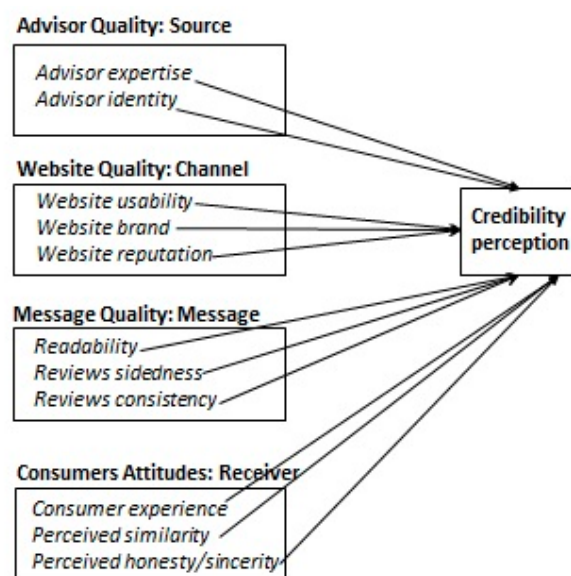 Advisor Quality: Source
Advisor expertise
Advisor identity
Website Quality: Channel
Website usability
Website brand
Website reputation
Credibility
perception
Message Quality: Message
Readability
Reviews sidedness
Reviews consistency
Consumers Attitudes: Receiver
Consumer experience
Perceived similarity
Perceived honesty/sincerity